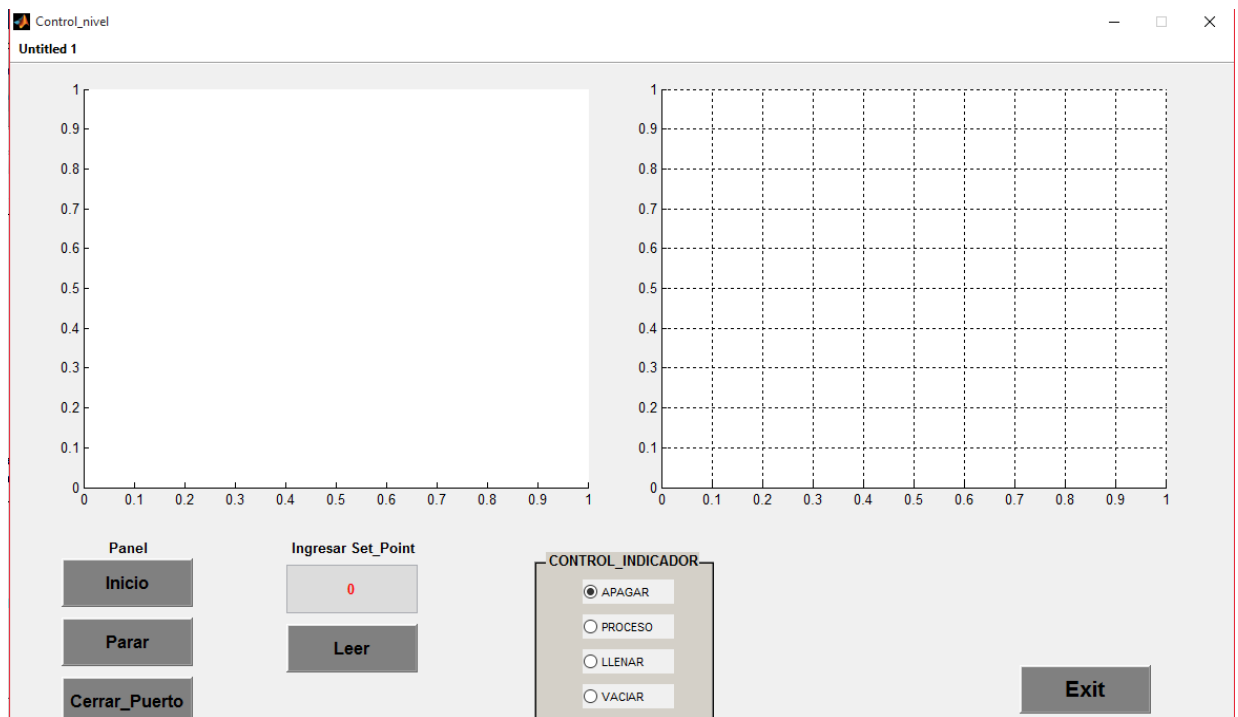 Control_nivel
Untitled 1
1
0.9
0.8
0.7
0.6
0.5
0.4
0.3
0.2
0.1
0
0 0.1 0.2 0.3 0.4 0.5 0.6 0.7 0.8 0.9 1
1
0.9
0.8
0.7
0.6
0.5
0.4
0.3
0.2
0.1
0
0 0.1 0.2 0.3 0.4 0.5 0.6 0.7 0.8 0.9 1
Panel
Inicio
Parar
Cerrar_Puerto
Ingresar Set_Point
0
Leer
CONTROL_INDICADOR
APAGAR
PROCESO
LLENAR
VACIAR
Exit